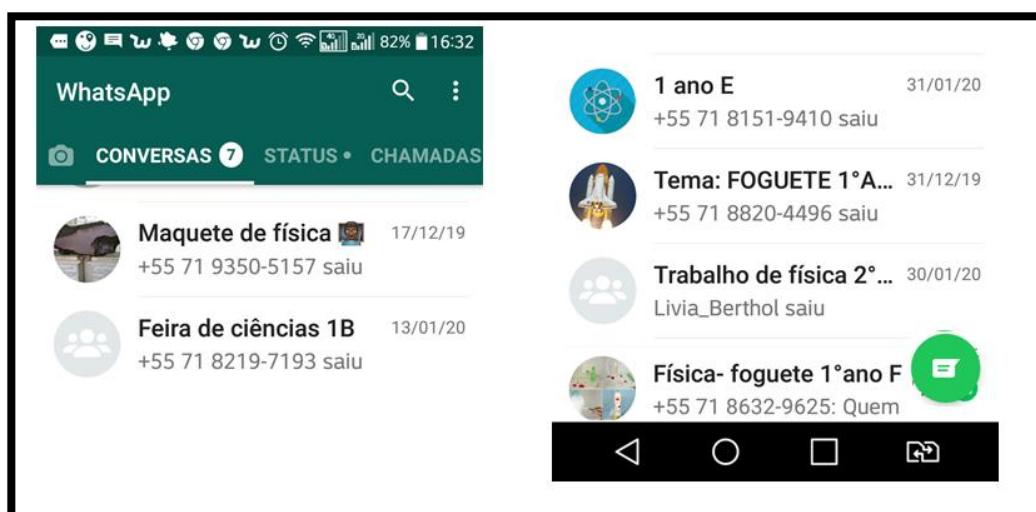 82% 16:32
WhatsApp
CONVERSAS 7 STATUS • CHAMADAS
Maquete de física 17/12/19
+55 71 9350-5157 saiu
Feira de ciências 1B 13/01/20
+55 71 8219-7193 saiu
1 ano E 31/01/20
+55 71 8151-9410 saiu
Tema: FOGUETE 1°A... 31/12/19
+55 71 8820-4496 saiu
Trabalho de física 2°... 30/01/20
Livia_Berthol saiu
Física- foguete 1°ano F
+55 71 8632-9625: Quem